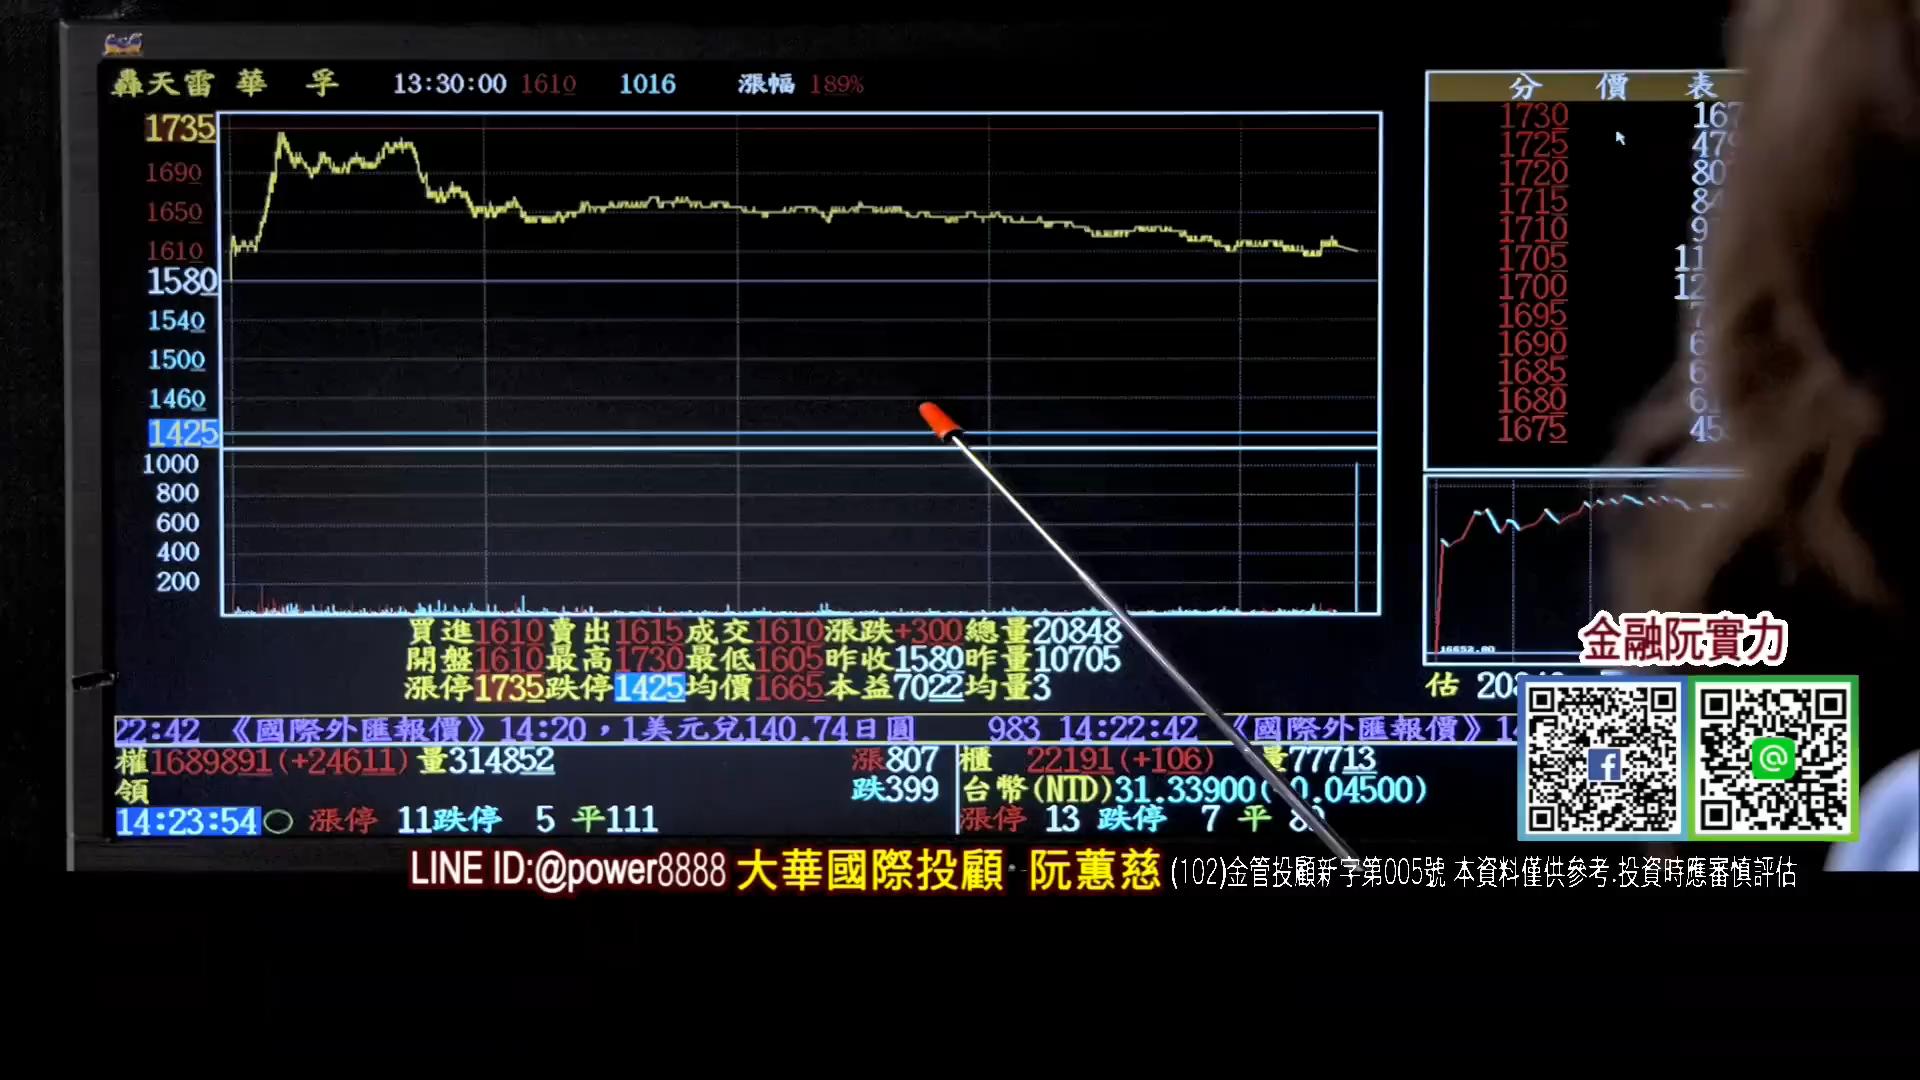 轟天雷 華 孚 13:30:00 1610 1016 漲幅 189%
1735
1690
1650
1610
1580
1540
1500
1460
1425
1000
800
600
400
200
分 價 表
1730
1725
1720
1715
1710
1705
1700
1695
1690
1685
1680
1675
16652.80
買進1610賣出1615成交1610漲跌+300總量20848
開盤1610最高1730最低1605昨收1580昨量10705
漲停1735跌停1425均價1665本益7022均量3
估
22:42 《國際外匯報價》14:20，1美元兌140.74日圓 983 14:22:42 《國際外匯報價》
權1689891(+24611)量314852 漲807 櫃 22191(+106) 量77713
領 跌399 台幣(NTD)31.33900
14:23:54 漲停 11跌停 5 平111 漲停 13 跌停 7 平
金融阮實力
LINE ID:@power8888 大華國際投顧 阮蕙慈 (102)金管投顧新字第005號 本資料僅供參考.投資時應審慎評估